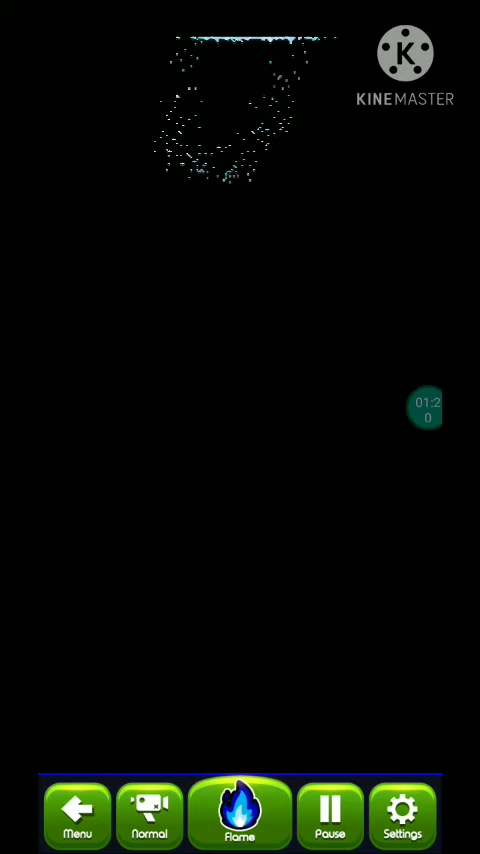 K
KINEMASTER
01:2
0
Menu
Normal
Flame
Pause
Settings